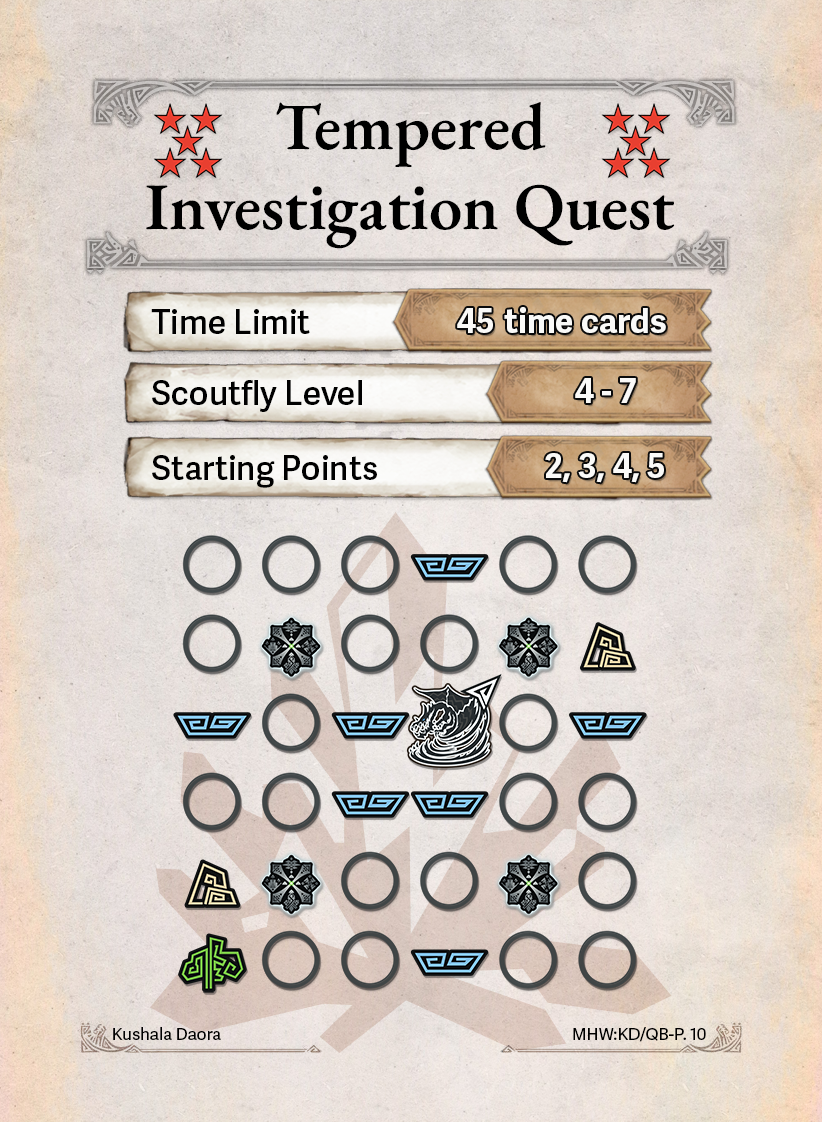 Tempered
Investigation Quest
Time Limit
45 time cards
Scoutfly Level
4 - 7
Starting Points
2, 3, 4, 5
Kushala Daora
MHW:KD/QB-P. 10